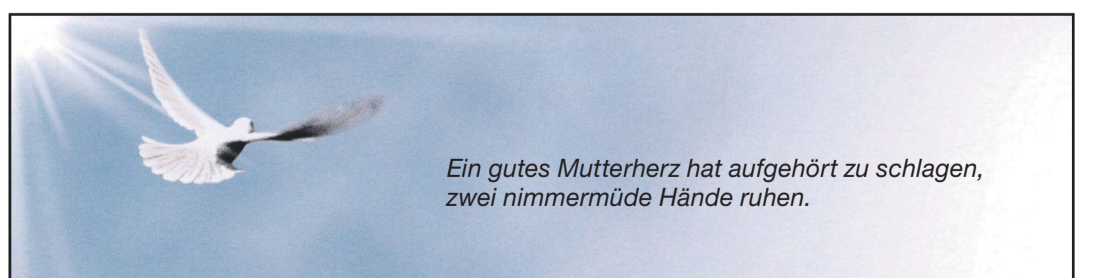 Ein gutes Mutterherz hat aufgehört zu schlagen,
zwei nimmermüde Hände ruhen.